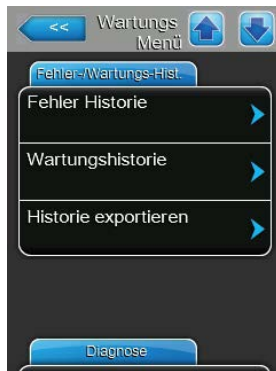 <<
Wartungs
Menü
Fehler-/Wartungs-Hist.
Fehler Historie
Wartungshistorie
Historie exportieren
Diagnose